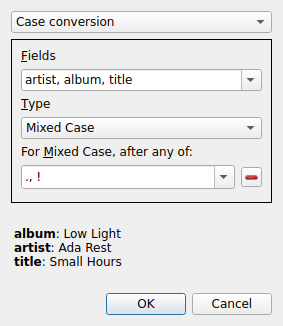 Case conversion
Fields
artist, album, title
Type
Mixed Case
For Mixed Case, after any of:
., !
album: Low Light
artist: Ada Rest
title: Small Hours
OK
Cancel